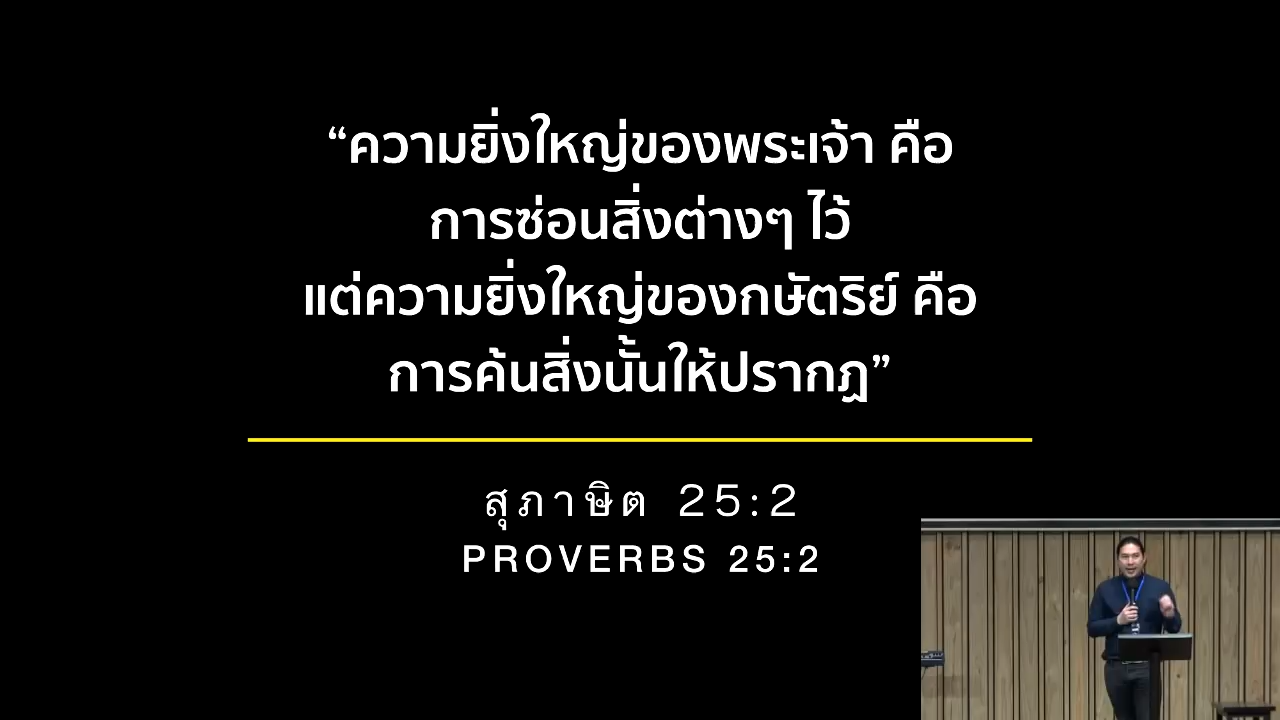 “ความยิ่งใหญ่ของพระเจ้า คือ
การซ่อนสิ่งต่างๆ ไว้
แต่ความยิ่งใหญ่ของกษัตริย์ คือ
การค้นสิ่งนั้นให้ปรากฏ”
สุภาษิต 25:2
PROVERBS 25:2